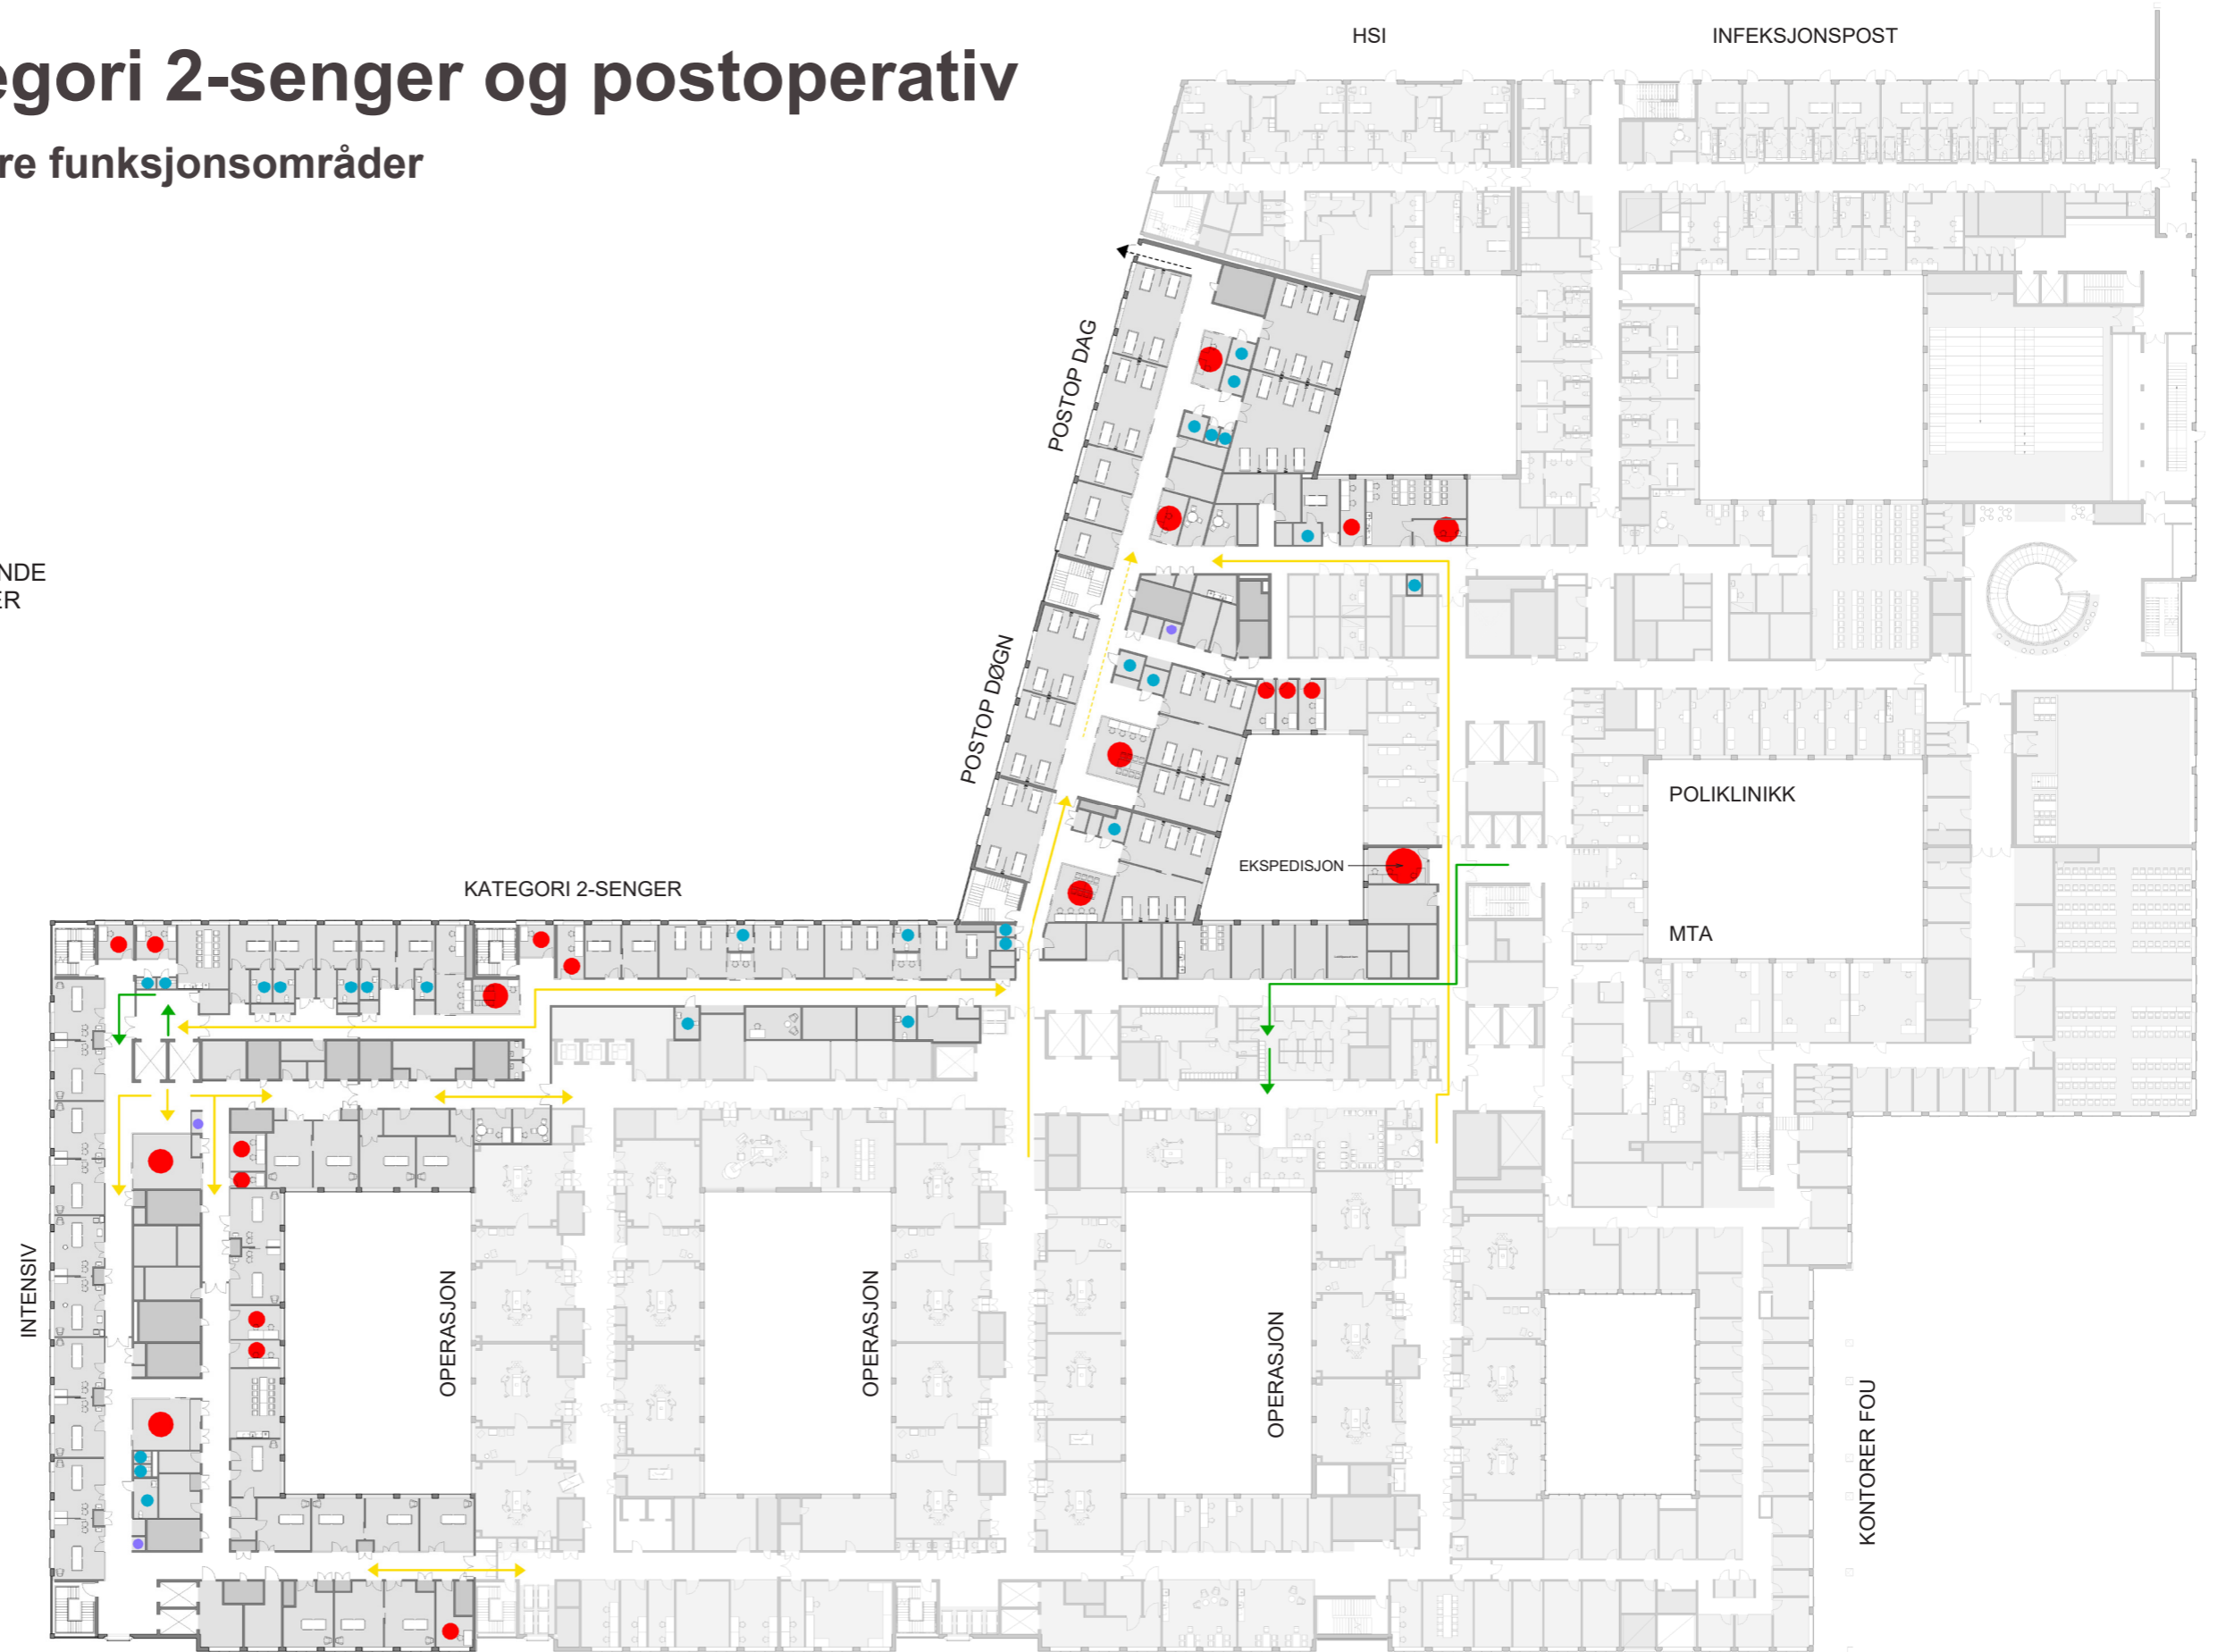 egori 2-senger og postoperativ
re funksjonsområder
HSI
INFEKSJONSPOST
POSTOP DAG
NDE
ER
POSTOP DØGN
POLIKLINIKK
EKSPEDISJON
KATEGORI 2-SENGER
MTA
INTENSIV
OPERASJON
OPERASJON
OPERASJON
KONTORER FOU